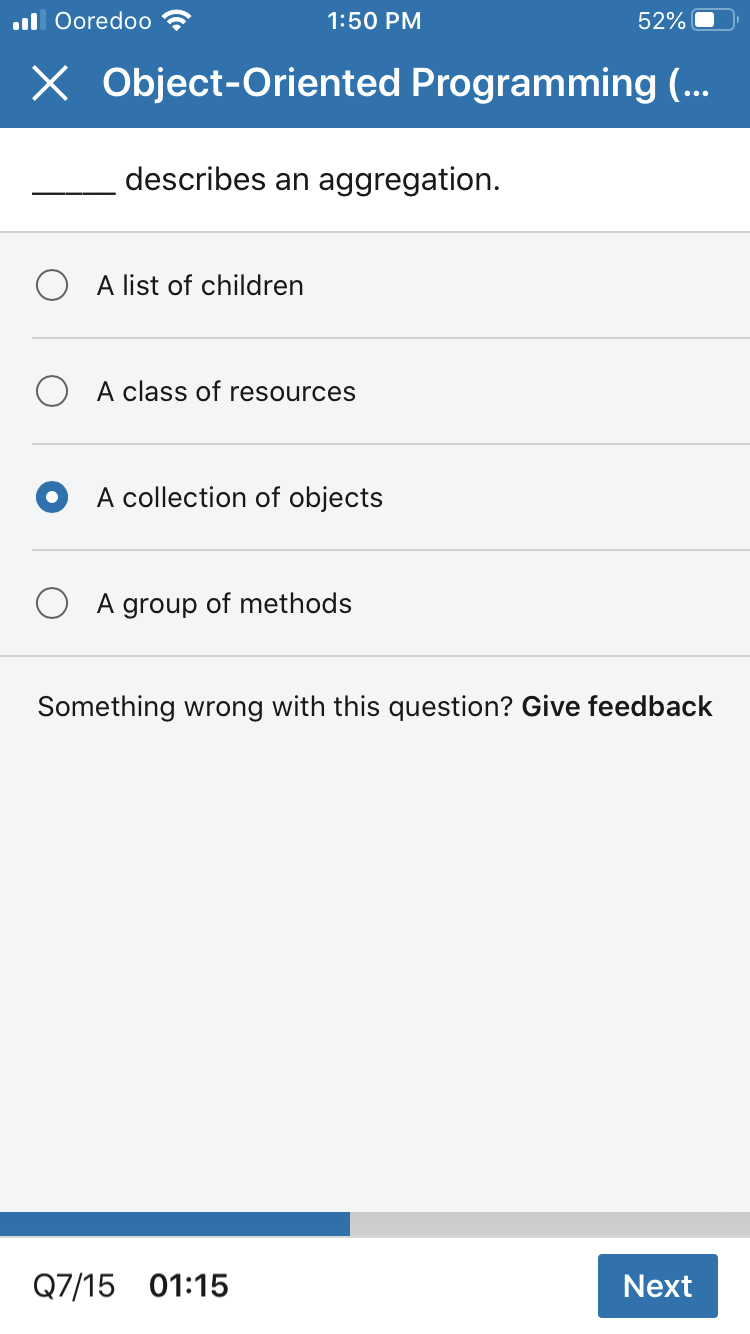 Ooredoo 1:50 PM 52%
Object-Oriented Programming (...
_____ describes an aggregation.
A list of children
A class of resources
A collection of objects
A group of methods
Something wrong with this question? Give feedback
Q7/15 01:15 Next